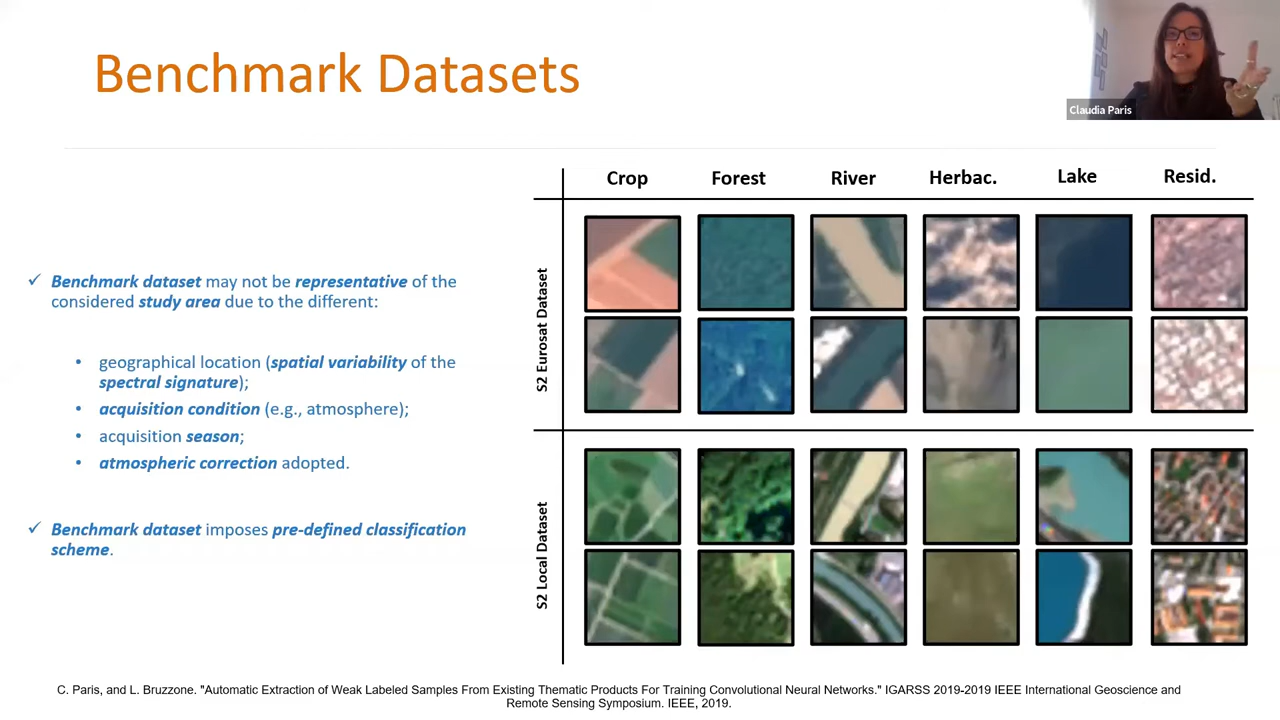 Benchmark Datasets
Claudia Paris
✓ Benchmark dataset may not be representative of the
considered study area due to the different:
• geographical location (spatial variability of the
spectral signature);
• acquisition condition (e.g., atmosphere);
• acquisition season;
• atmospheric correction adopted.
✓ Benchmark dataset imposes pre-defined classification
scheme.
Crop Forest River Herbac. Lake Resid.
S2 Eurosat Dataset
S2 Local Dataset
C. Paris, and L. Bruzzone. "Automatic Extraction of Weak Labeled Samples From Existing Thematic Products For Training Convolutional Neural Networks." IGARSS 2019-2019 IEEE International Geoscience and
Remote Sensing Symposium. IEEE, 2019.